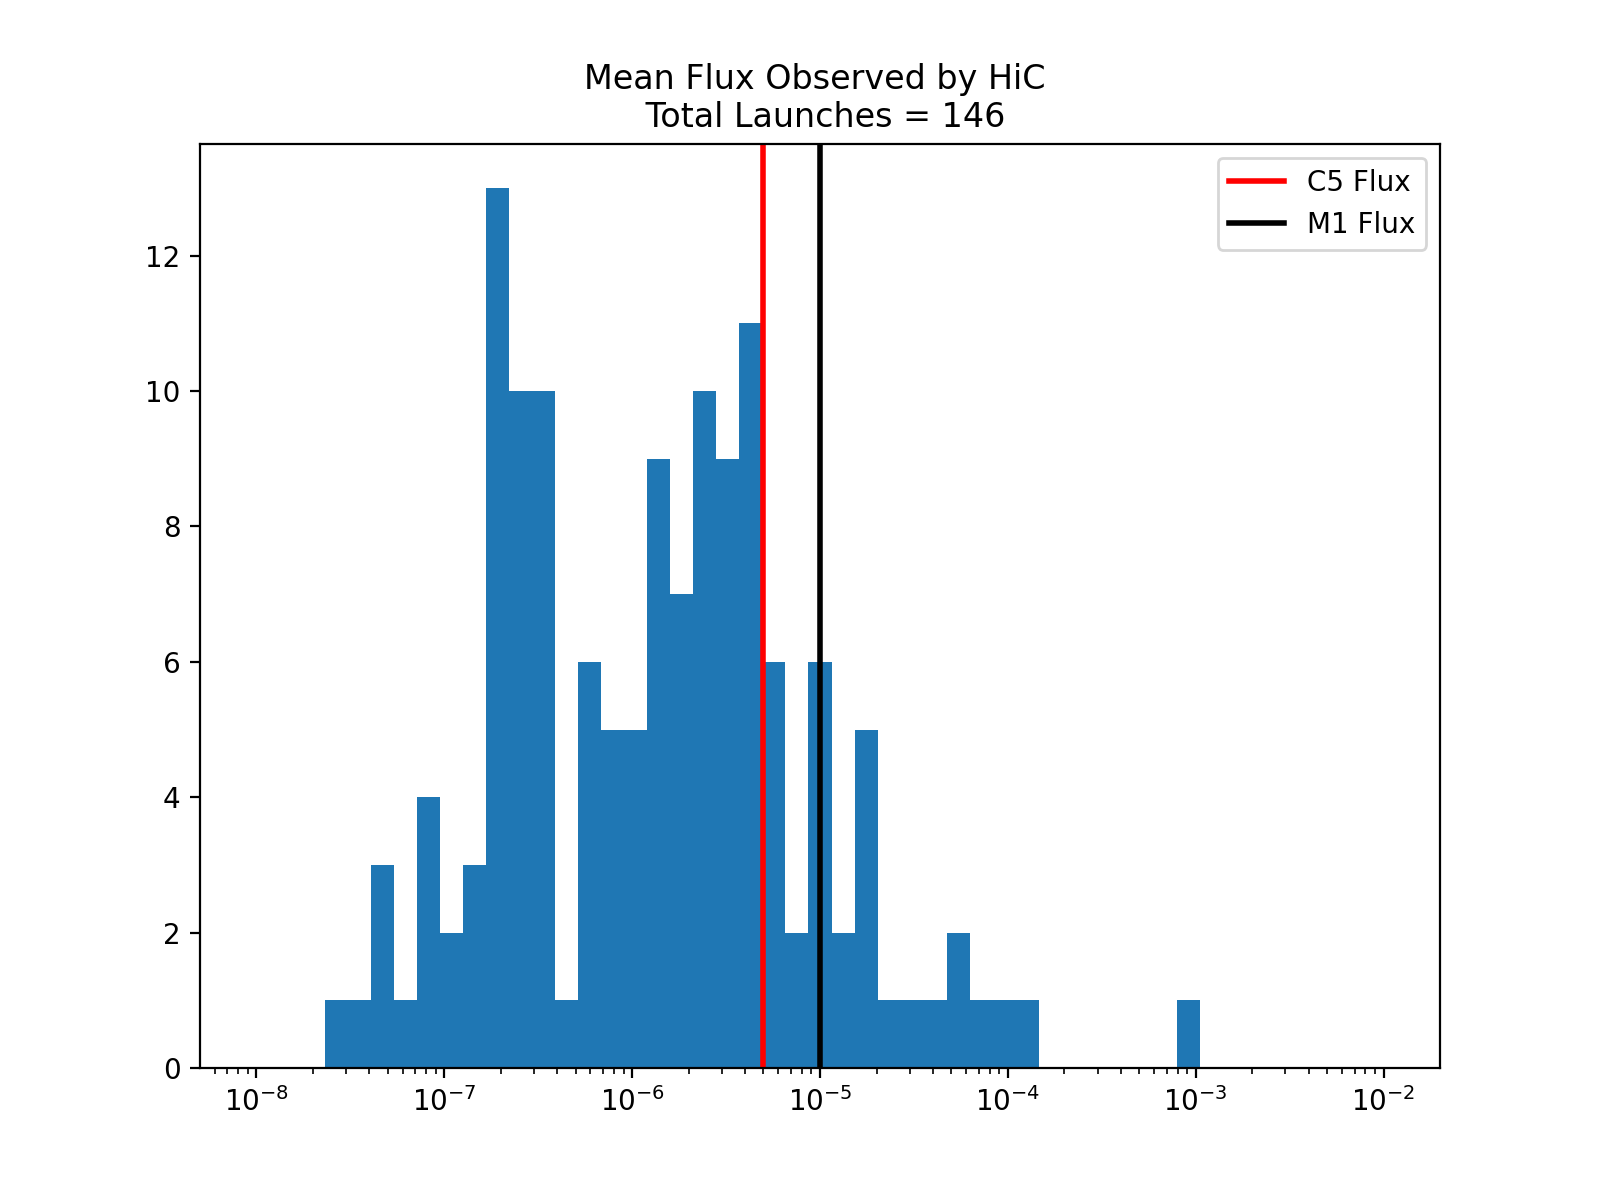 Mean Flux Observed by HiC
Total Launches = 146
C5 Flux
M1 Flux
12
10
8
6
4
2
0
10⁻⁸ 10⁻⁷ 10⁻⁶ 10⁻⁵ 10⁻⁴ 10⁻³ 10⁻²